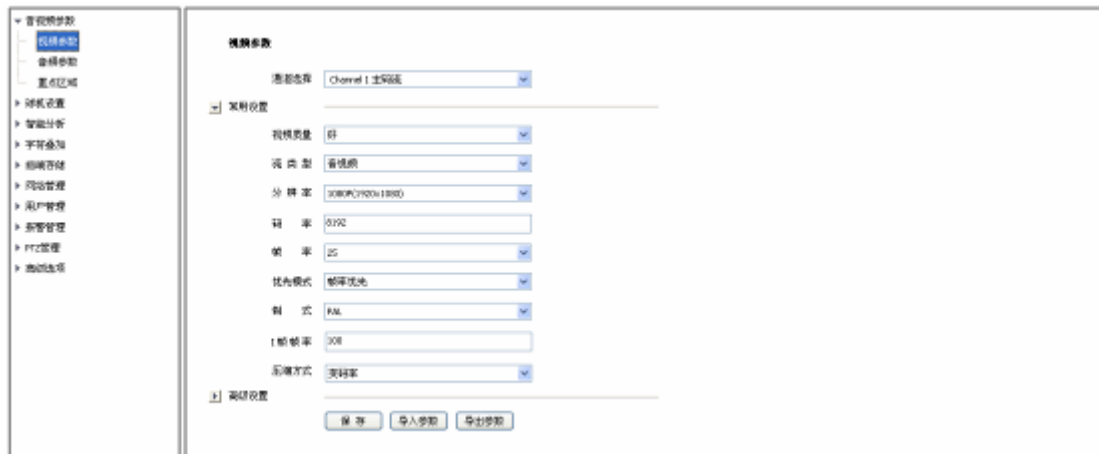 音视频参数
视频参数
音频参数
重点区域
球机设置
智能分析
字符叠加
前端存储
网络管理
用户管理
报警管理
PTZ管理
高级选项
视频参数
通道选择 Channel 1 主码流
常用设置
视频质量 好
流类型 音视频
分辨率 1080P(1920x1080)
码率 8192
帧率 25
优先模式 帧率优先
制式 PAL
I帧帧率 100
压缩方式 变码率
高级设置
保存 导入参数 导出参数